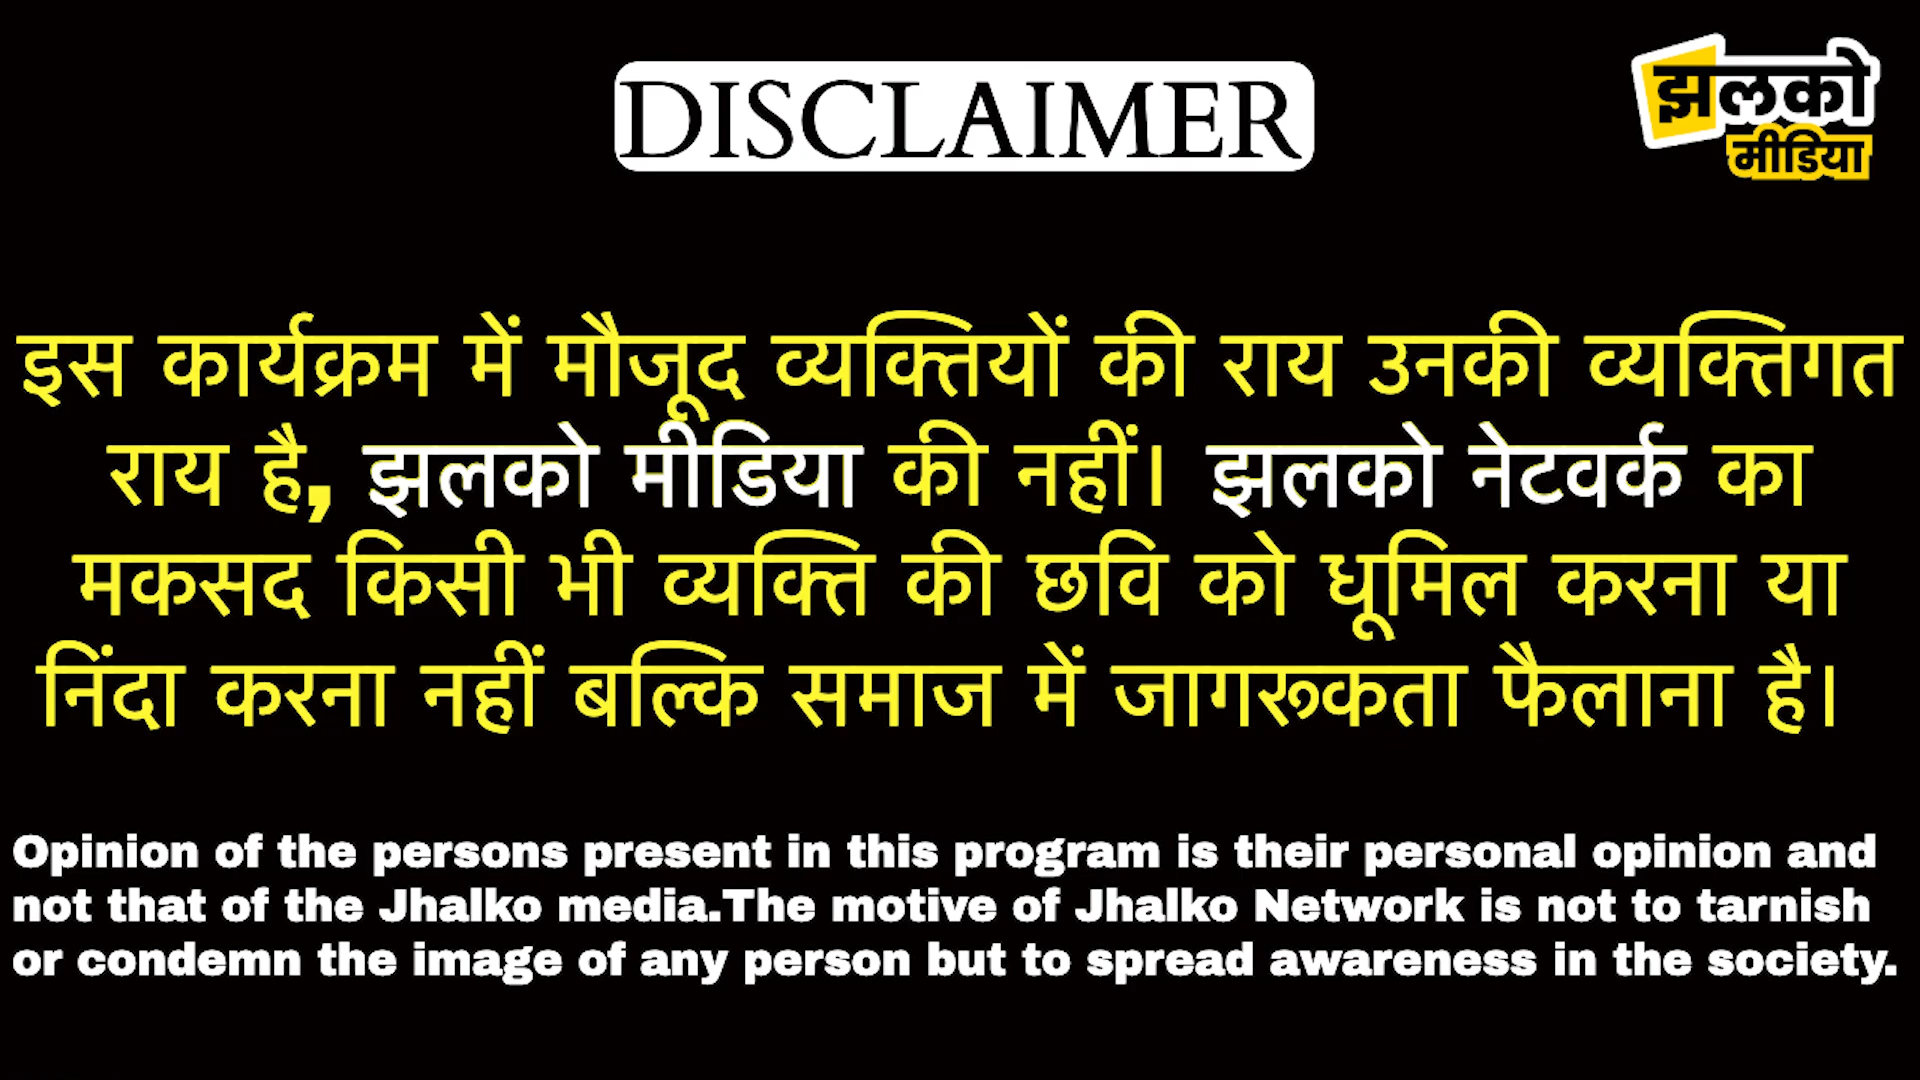 DISCLAIMER
झलको
मीडिया
इस कार्यक्रम में मौजूद व्यक्तियों की राय उनकी व्यक्तिगत
राय है, झलको मीडिया की नहीं। झलको नेटवर्क का
मकसद किसी भी व्यक्ति की छवि को धूमिल करना या
निंदा करना नहीं बल्कि समाज में जागरूकता फैलाना है।
Opinion of the persons present in this program is their personal opinion and
not that of the Jhalko media.The motive of Jhalko Network is not to tarnish
or condemn the image of any person but to spread awareness in the society.